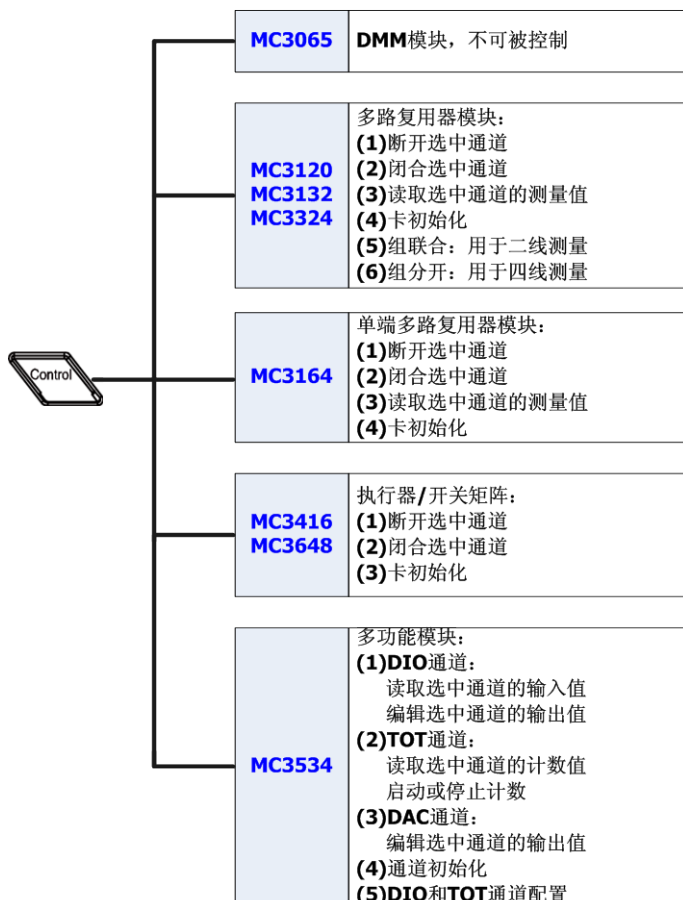 MC3065
DMM模块，不可被控制
MC3120
MC3132
MC3324
多路复用器模块：
(1)断开选中通道
(2)闭合选中通道
(3)读取选中通道的测量值
(4)卡初始化
(5)组联合：用于二线测量
(6)组分开：用于四线测量
Control
MC3164
单端多路复用器模块：
(1)断开选中通道
(2)闭合选中通道
(3)读取选中通道的测量值
(4)卡初始化
MC3416
MC3648
执行器/开关矩阵：
(1)断开选中通道
(2)闭合选中通道
(3)卡初始化
MC3534
多功能模块：
(1)DIO通道：
读取选中通道的输入值
编辑选中通道的输出值
(2)TOT通道：
读取选中通道的计数值
启动或停止计数
(3)DAC通道：
编辑选中通道的输出值
(4)通道初始化
(5)DIO和TOT通道配置